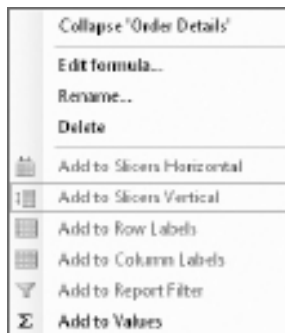 Collapse 'Order Details'
Edit formula...
Rename...
Delete
Add to Slicers Horizontal
Add to Slicers Vertical
Add to Row Labels
Add to Column Labels
Add to Report Filter
Σ Add to Values